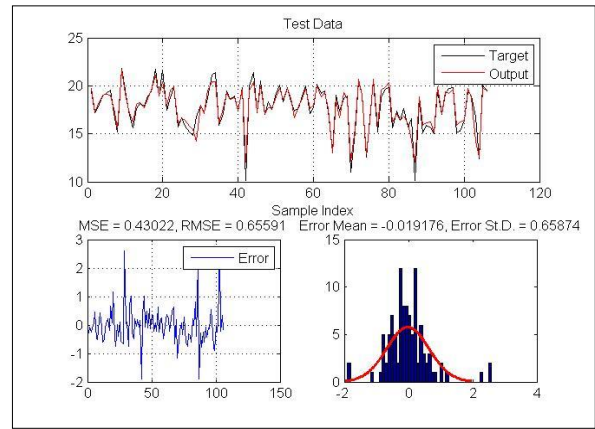 Test Data
25
20
15
10
Target
Output
0 20 40 60 80 100 120
Sample Index
MSE = 0.43022, RMSE = 0.65591 Error Mean = -0.019176, Error St.D. = 0.65874
3
2
1
0
-1
-2
Error
0 50 100 150
15
10
5
0
-2 0 2 4